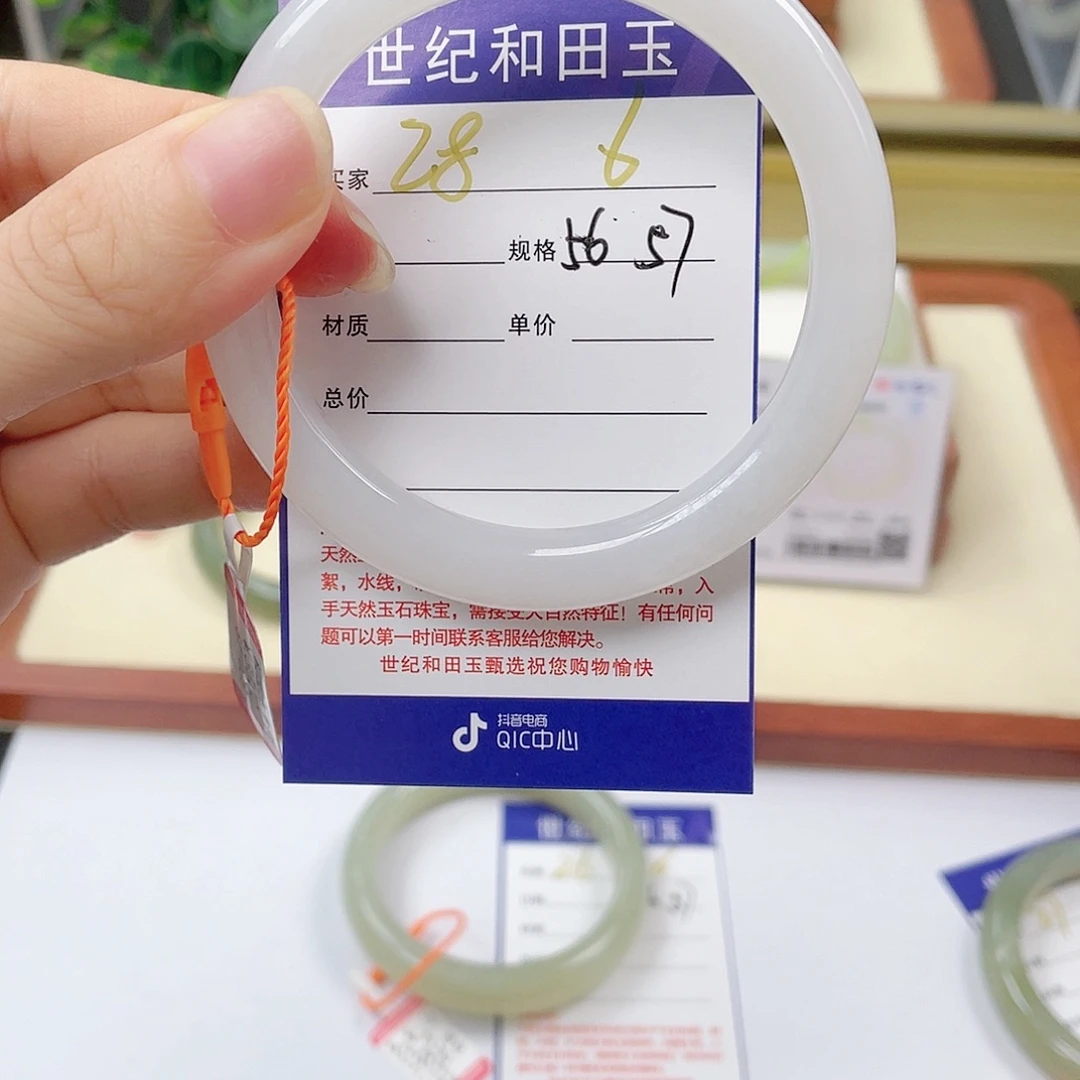 世纪和田玉
买家 28 6
规格 56 57
材质 单价
总价
天然
絮，水线， 入
手天然玉石珠宝，需接受大自然特征！有任何问
题可以第一时间联系客服给您解决。
世纪和田玉甄选祝您购物愉快
抖音电商
QIC中心